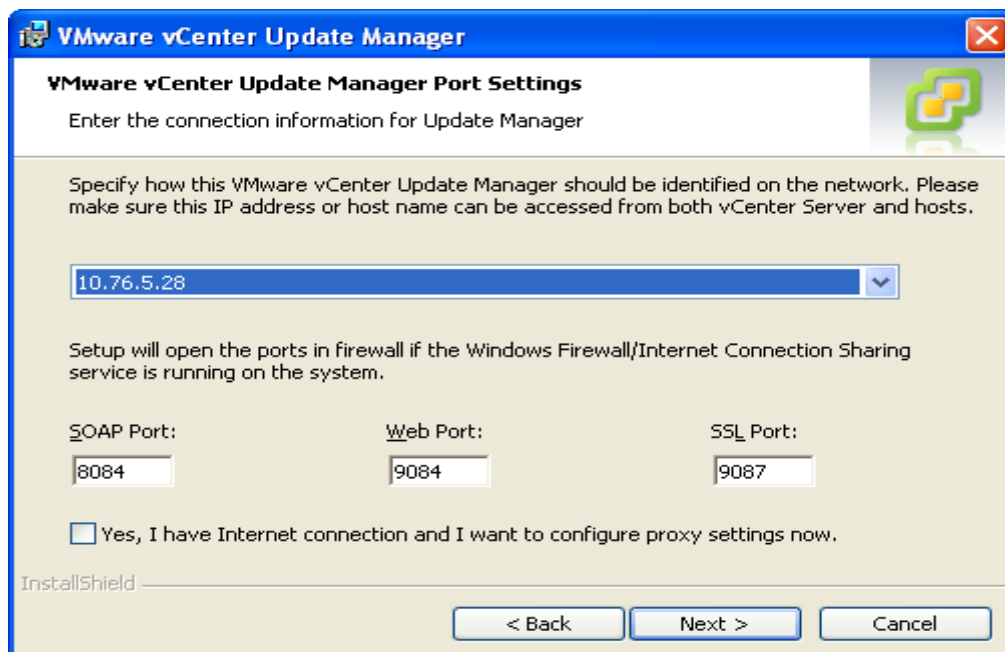 VMware vCenter Update Manager
VMware vCenter Update Manager Port Settings
Enter the connection information for Update Manager
Specify how this VMware vCenter Update Manager should be identified on the network. Please
make sure this IP address or host name can be accessed from both vCenter Server and hosts.
10.76.5.28
Setup will open the ports in firewall if the Windows Firewall/Internet Connection Sharing
service is running on the system.
SOAP Port: Web Port: SSL Port:
8084 9084 9087
Yes, I have Internet connection and I want to configure proxy settings now.
InstallShield
< Back Next > Cancel